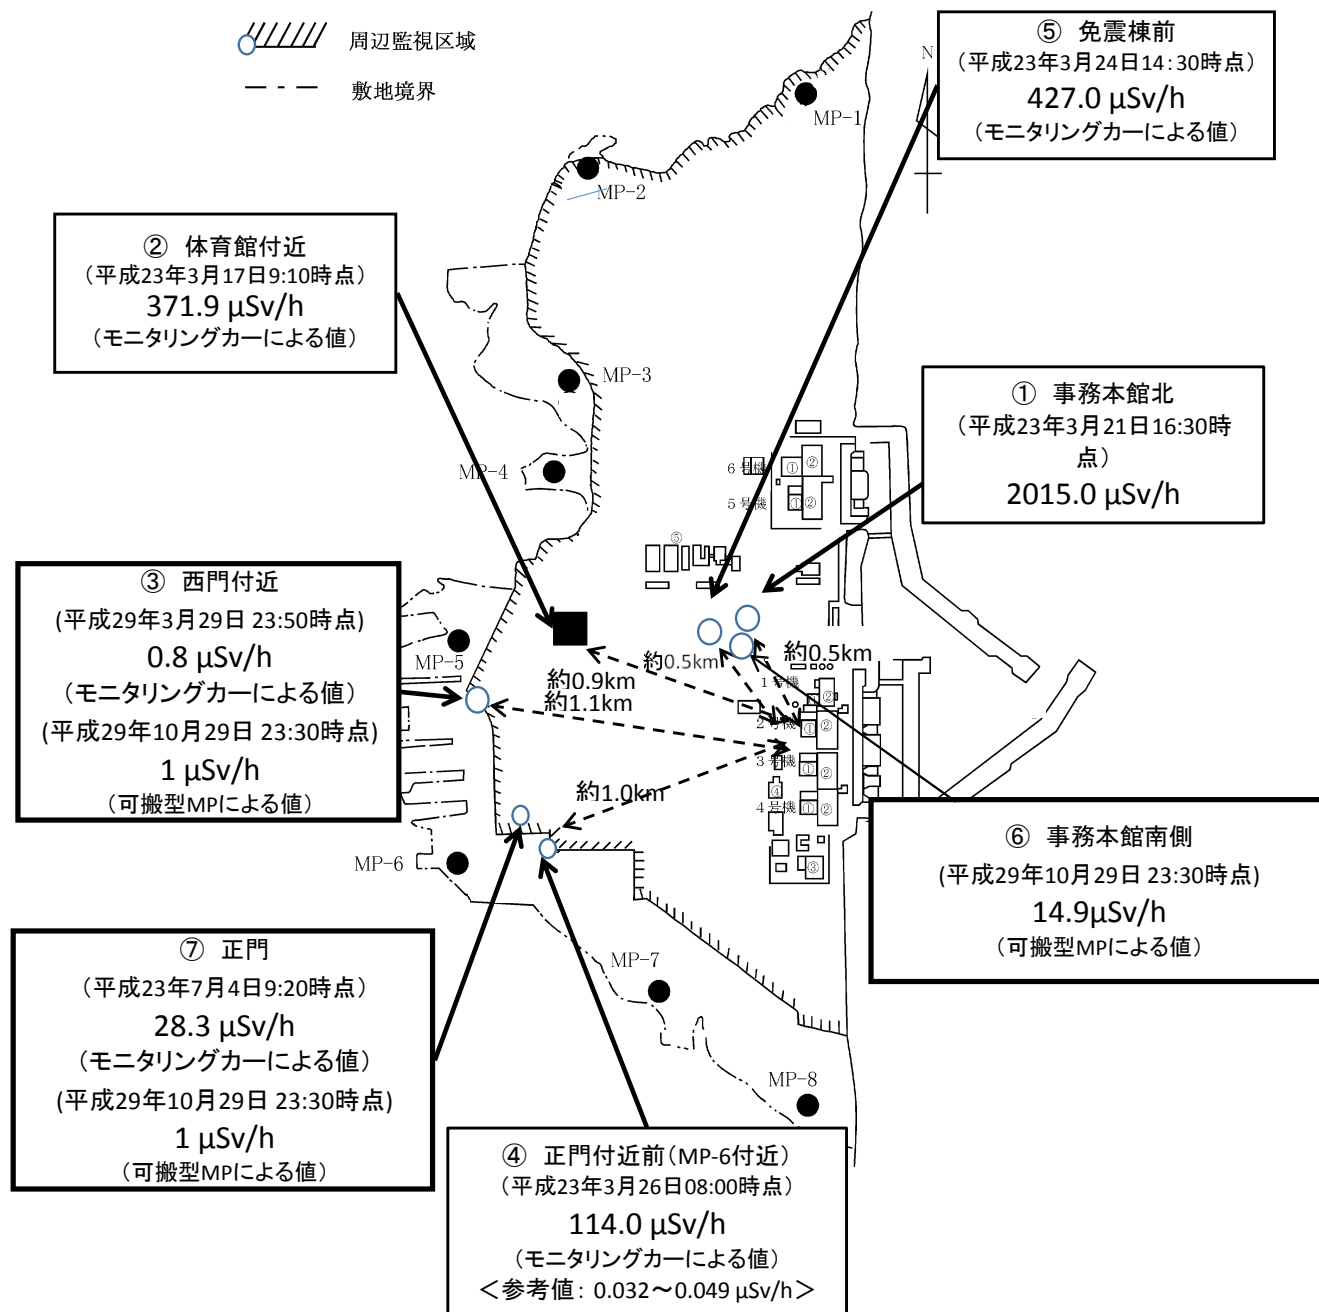 周辺監視区域
敷地境界
⑤ 免震棟前
（平成23年3月24日14：30時点）
427.0 µSv/h
（モニタリングカーによる値）
N
MP-1
MP-2
② 体育館付近
（平成23年3月17日9:10時点）
371.9 µSv/h
（モニタリングカーによる値）
MP-3
① 事務本館北
（平成23年3月21日16:30時
点）
2015.0 µSv/h
MP-4
6号機
①
②
5号機
①
②
⑤
③ 西門付近
(平成29年3月29日 23:50時点)
0.8 µSv/h
（モニタリングカーによる値）
(平成29年10月29日 23:30時点)
1 µSv/h
（可搬型MPによる値）
MP-5
約0.5km
約0.5km
約0.9km
約1.1km
1号機
②
2号機
①
②
3号機
①
②
約1.0km
④
4号機
①
②
③
MP-6
⑥ 事務本館南側
(平成29年10月29日 23:30時点)
14.9µSv/h
（可搬型MPによる値）
⑦ 正門
（平成23年7月4日9:20時点）
28.3 µSv/h
（モニタリングカーによる値）
(平成29年10月29日 23:30時点)
1 µSv/h
（可搬型MPによる値）
MP-7
MP-8
④ 正門付近前（MP-6付近）
（平成23年3月26日08:00時点）
114.0 µSv/h
（モニタリングカーによる値）
＜参考値： 0.032～0.049 µSv/h＞